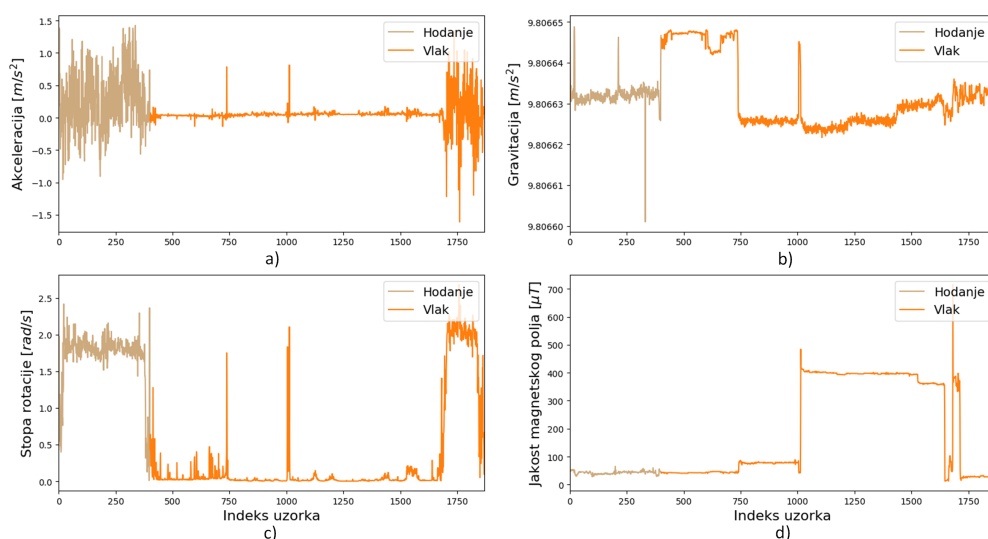 Akceleracija [m/s²]
1.5
1.0
0.5
0.0
−0.5
−1.0
−1.5
0 250 500 750 1000 1250 1500 1750
Hodanje
Vlak
a)
Gravitacija [m/s²]
9.80665
9.80664
9.80663
9.80662
9.80661
9.80660
0 250 500 750 1000 1250 1500 1750
Hodanje
Vlak
b)
Stopa rotacije [rad/s]
2.5
2.0
1.5
1.0
0.5
0.0
0 250 500 750 1000 1250 1500 1750
Hodanje
Vlak
Indeks uzorka
c)
Jakost magnetskog polja [μT]
700
600
500
400
300
200
100
0
0 250 500 750 1000 1250 1500 1750
Hodanje
Vlak
Indeks uzorka
d)